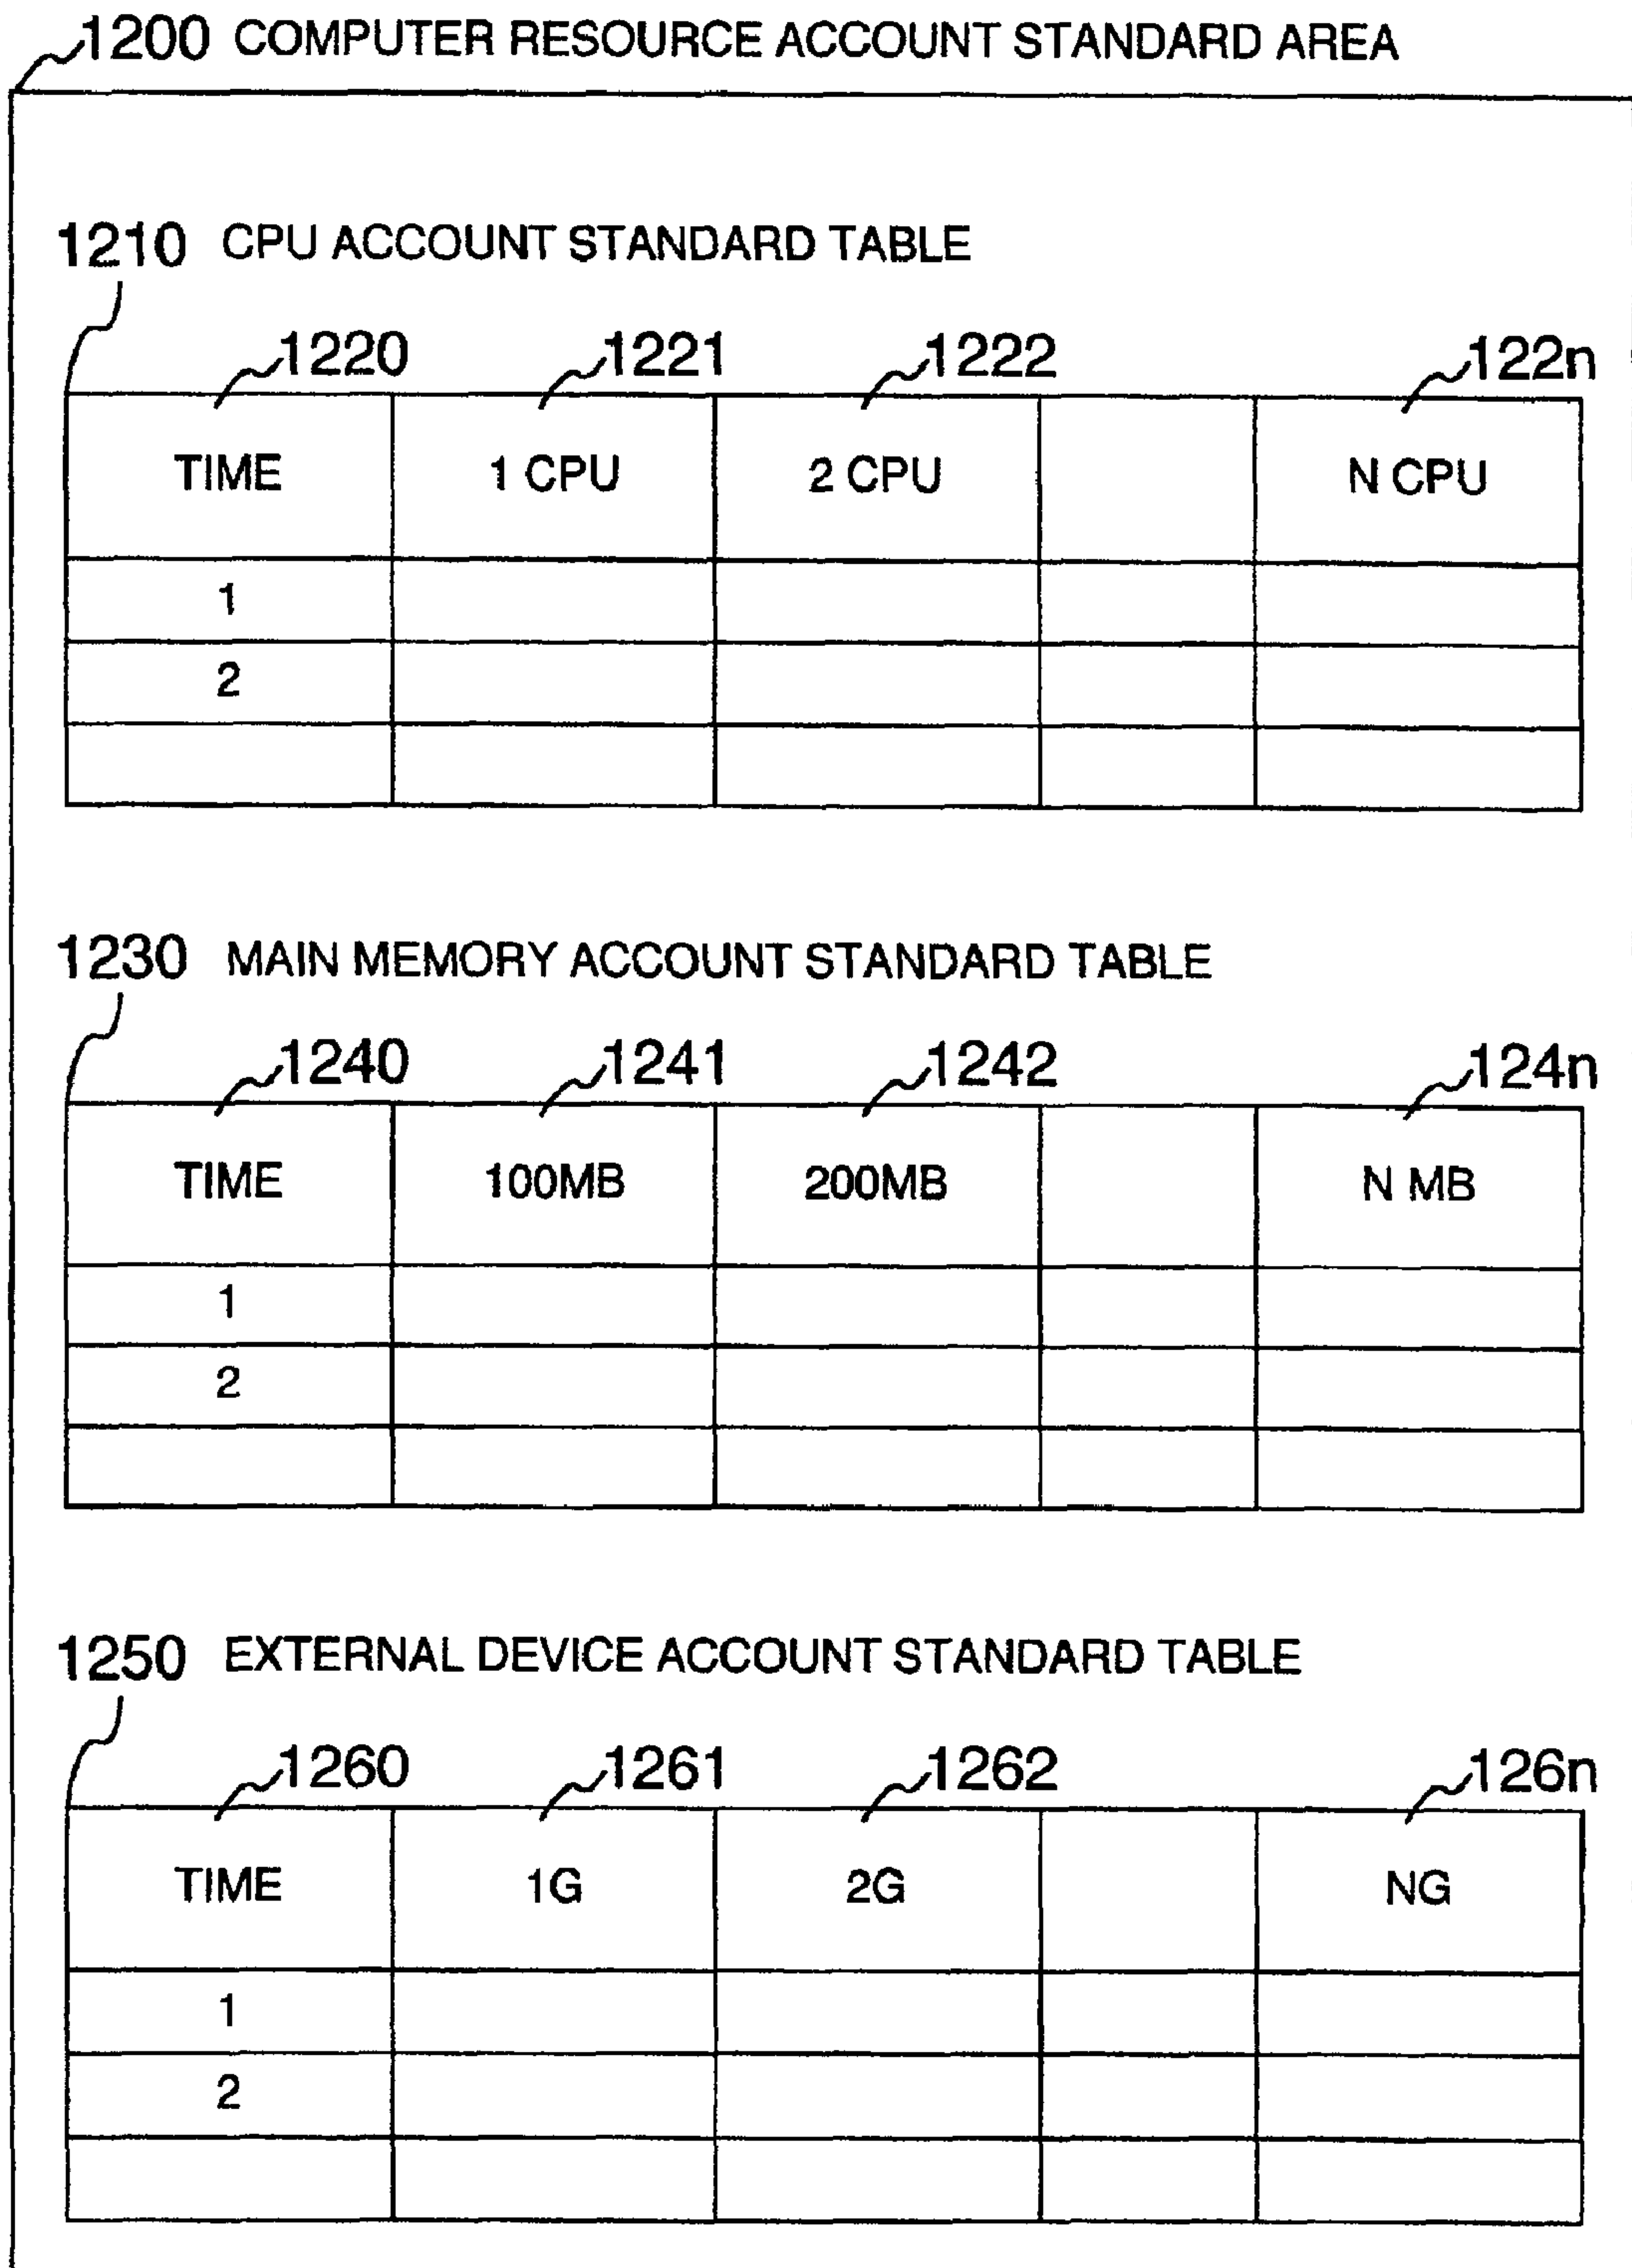 1200 COMPUTER RESOURCE ACCOUNT STANDARD AREA
1210 CPU ACCOUNT STANDARD TABLE
1220 1221 1222 122n
TIME 1 CPU 2 CPU N CPU
1
2
1230 MAIN MEMORY ACCOUNT STANDARD TABLE
1240 1241 1242 124n
TIME 100MB 200MB N MB
1
2
1250 EXTERNAL DEVICE ACCOUNT STANDARD TABLE
1260 1261 1262 126n
TIME 1G 2G NG
1
2